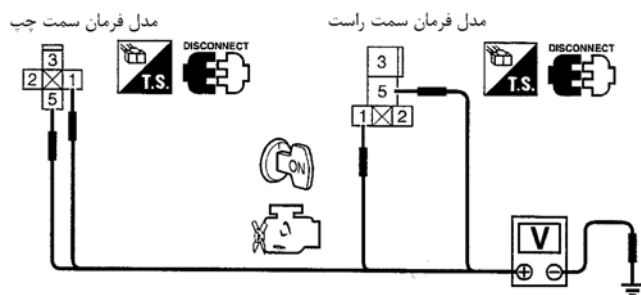 مدل فرمان سمت چپ
مدل فرمان سمت راست
DISCONNECT
T.S.
DISCONNECT
T.S.
3
2 1
5
3
5
1 2
ON
V
+ −